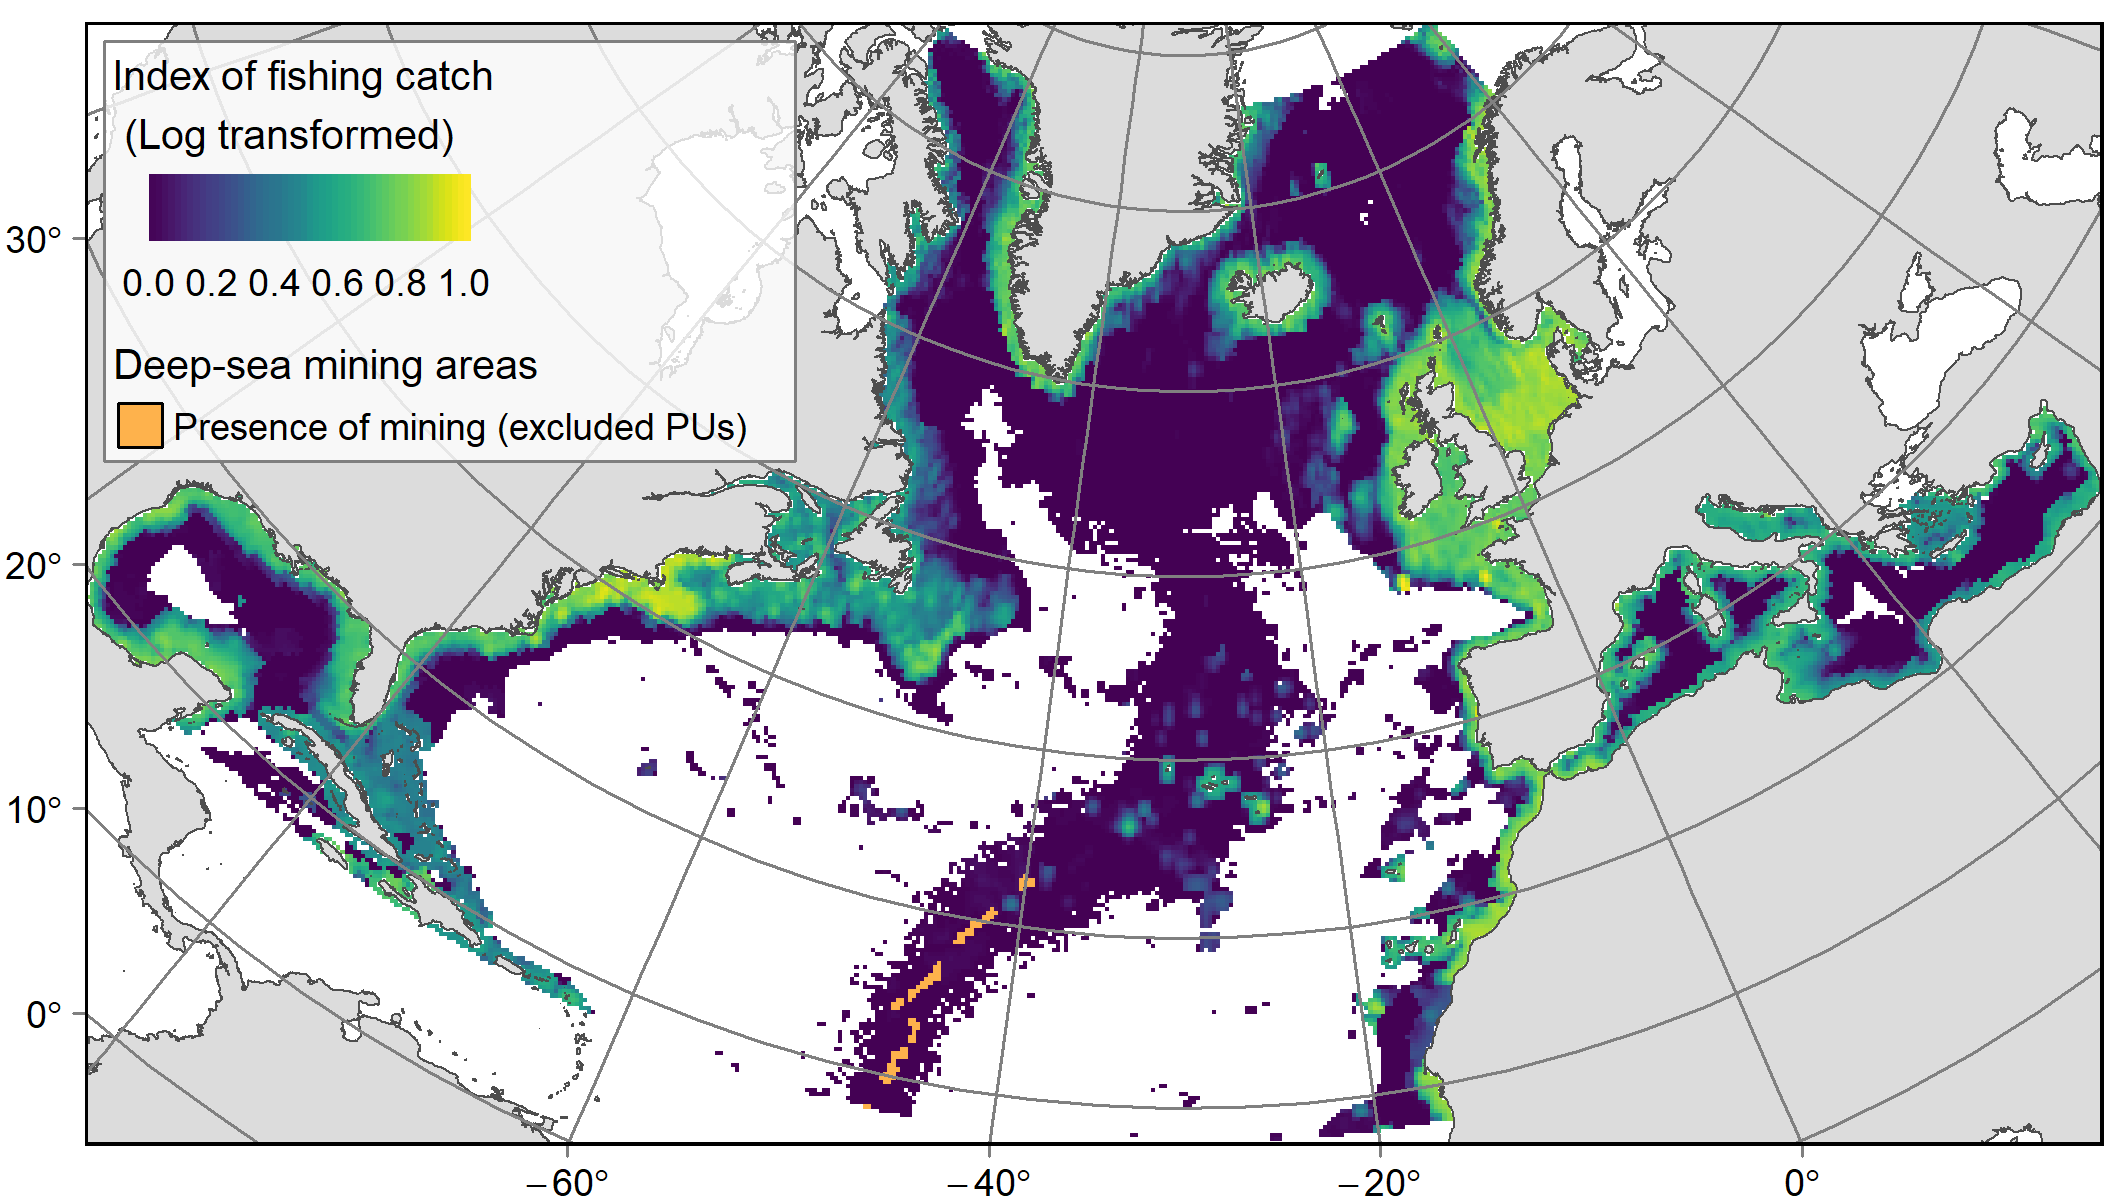 Index of fishing catch
(Log transformed)
0.0 0.2 0.4 0.6 0.8 1.0
Deep-sea mining areas
Presence of mining (excluded PUs)
30°
20°
10°
0°
−60° −40° −20° 0°